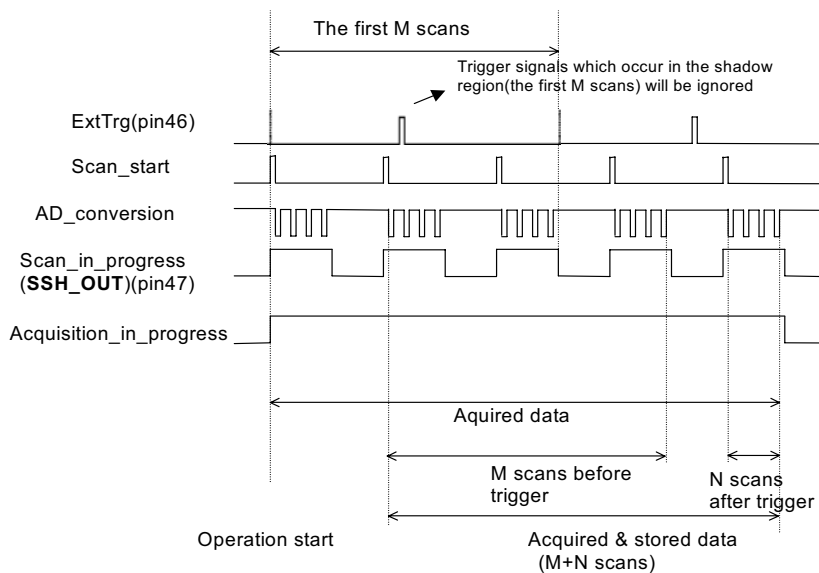 The first M scans
Trigger signals which occur in the shadow
region(the first M scans) will be ignored
ExtTrg(pin46)
Scan_start
AD_conversion
Scan_in_progress
(SSH_OUT)(pin47)
Acquisition_in_progress
Aquired data
M scans before
trigger
N scans
after trigger
Operation start
Acquired & stored data
(M+N scans)